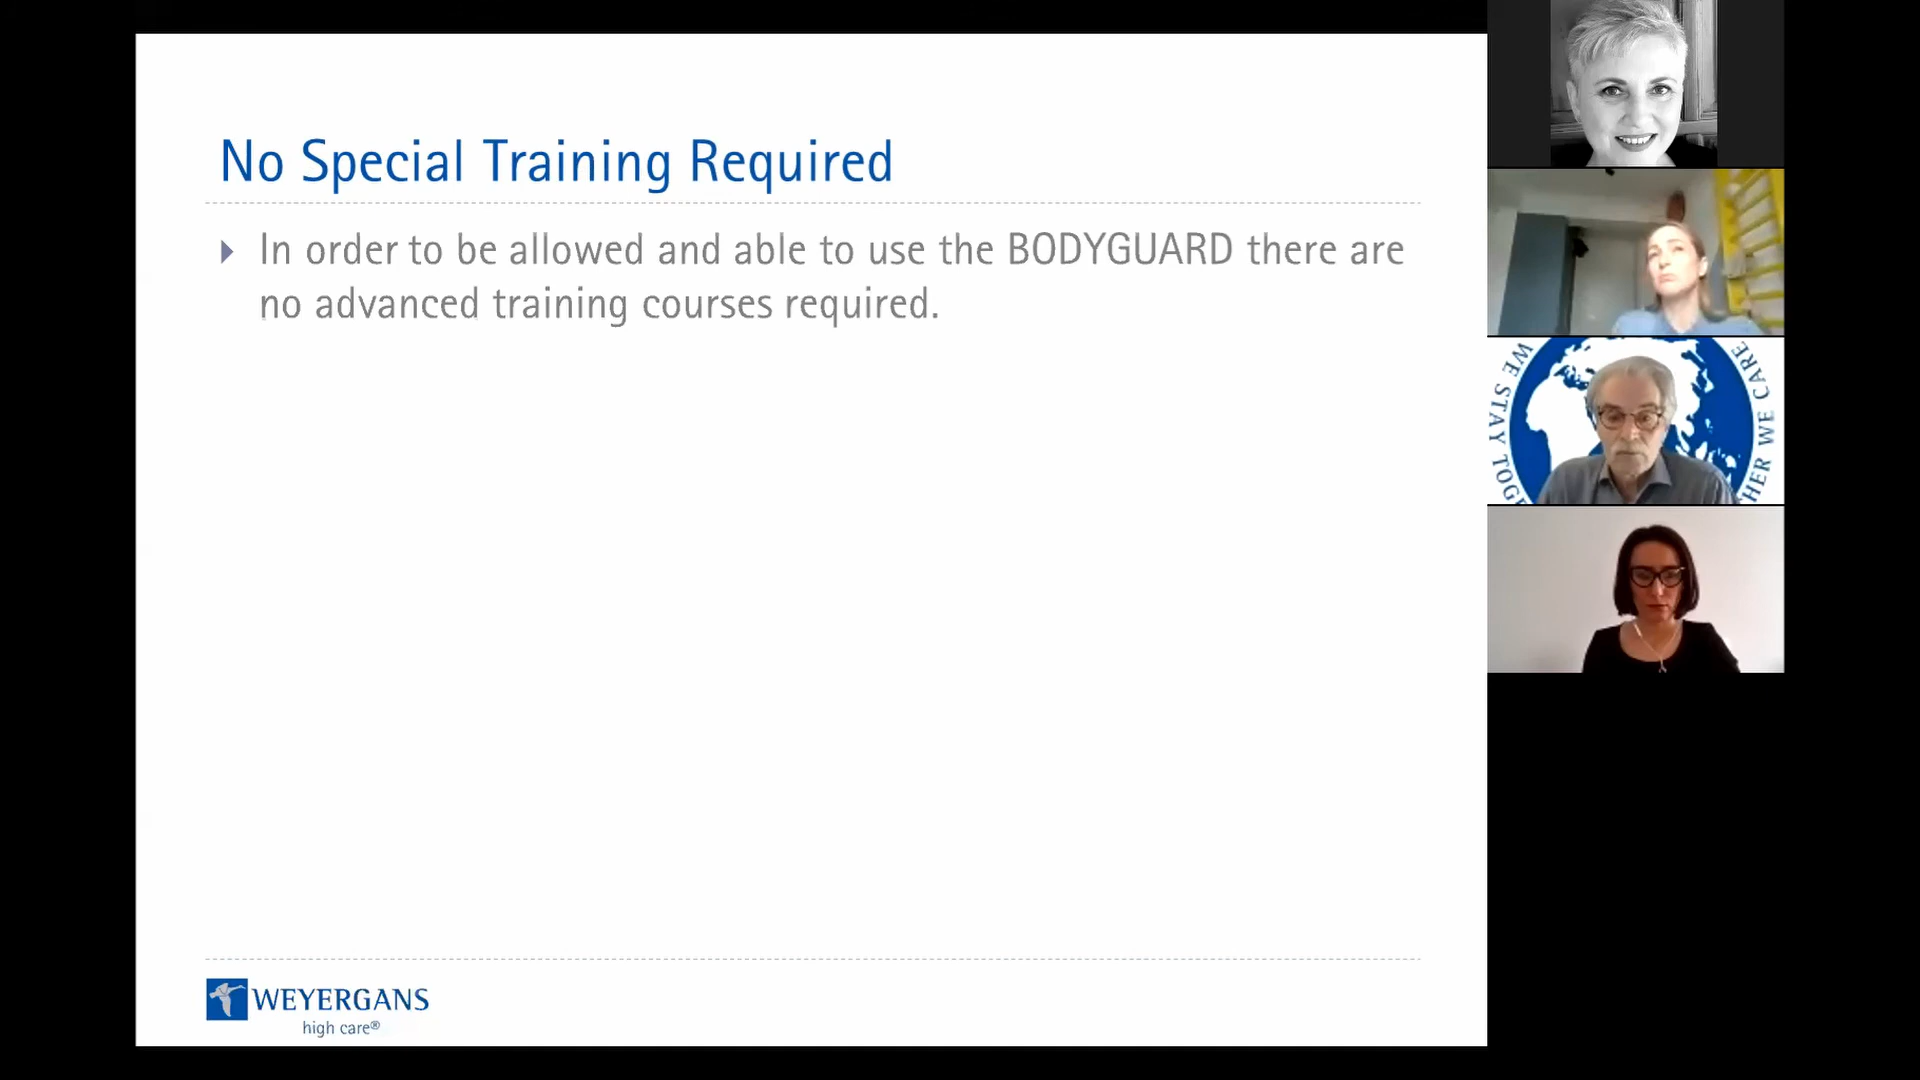 No Special Training Required
In order to be allowed and able to use the BODYGUARD there are
no advanced training courses required.
WEYERGANS
high care®
WE STAY TOG
HER WE CARE